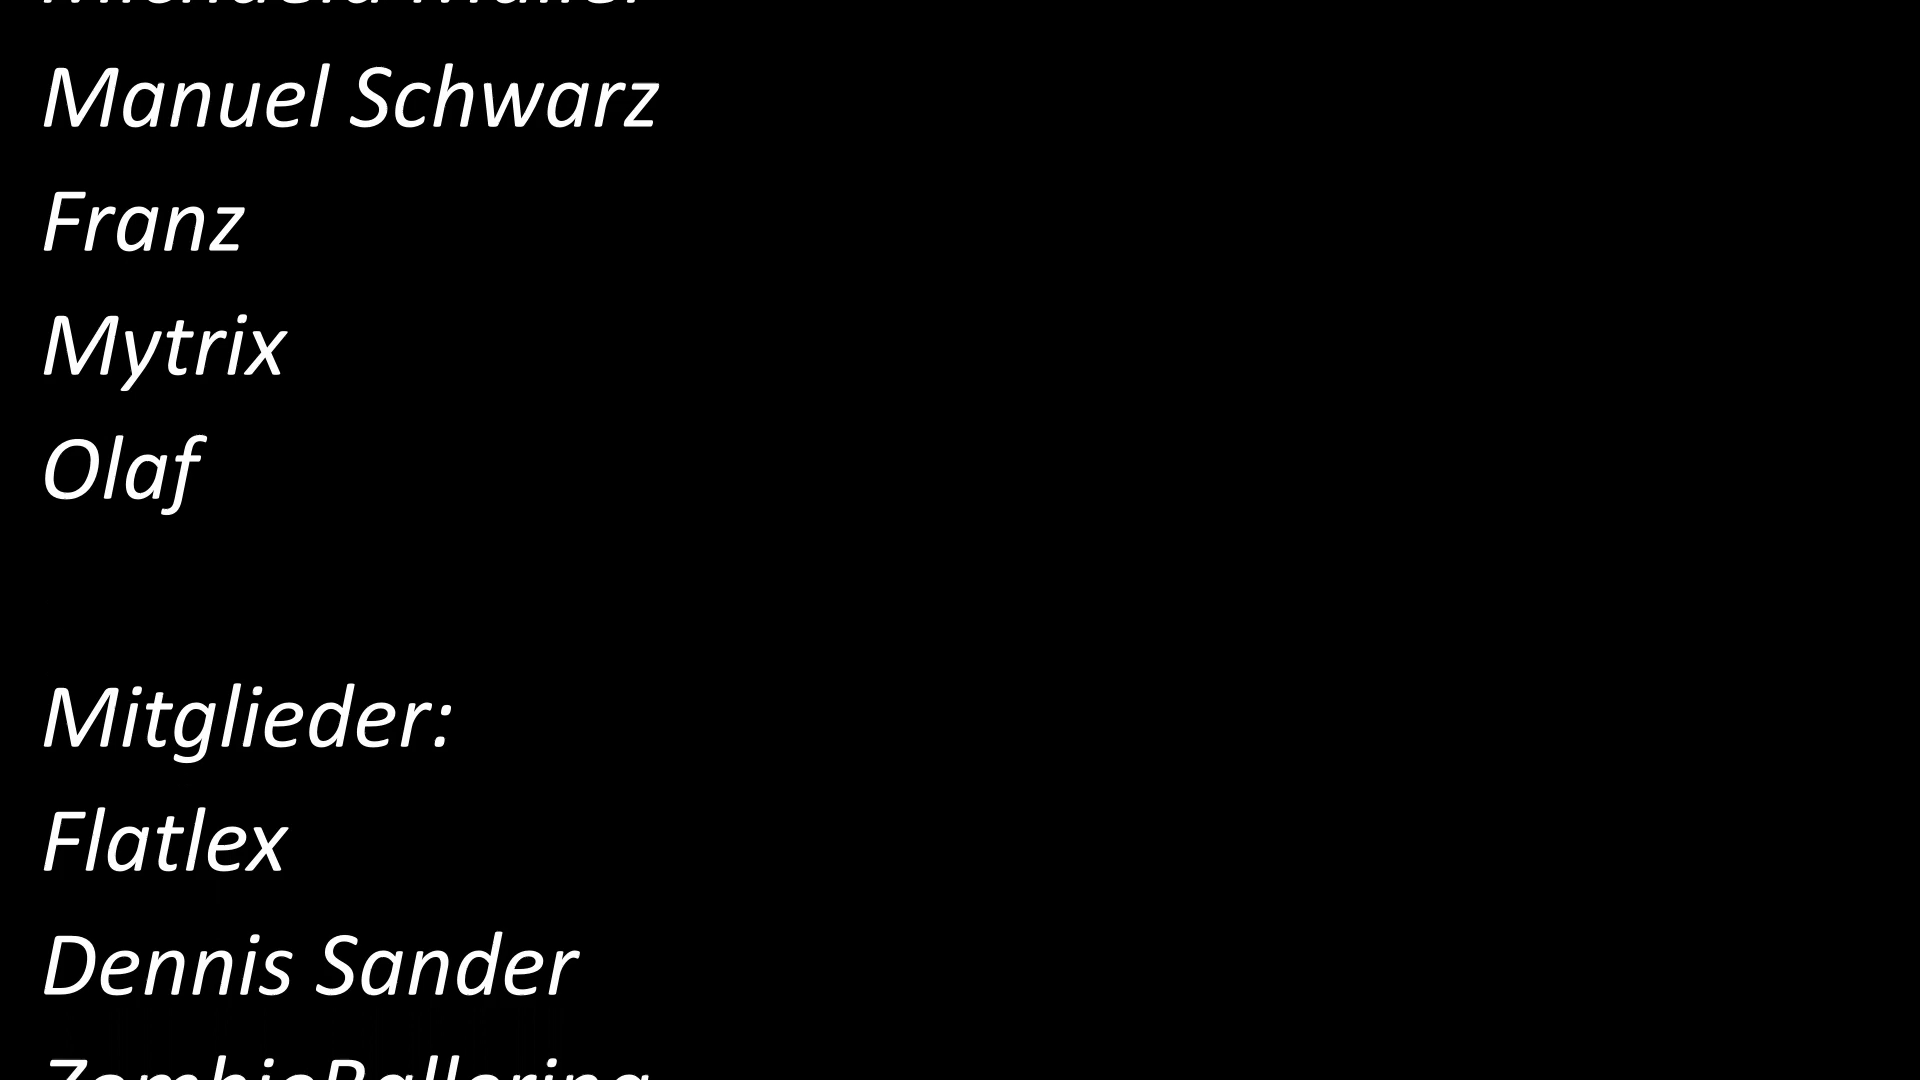 Manuel Schwarz
Franz
Mytrix
Olaf
Mitglieder:
Flatlex
Dennis Sander